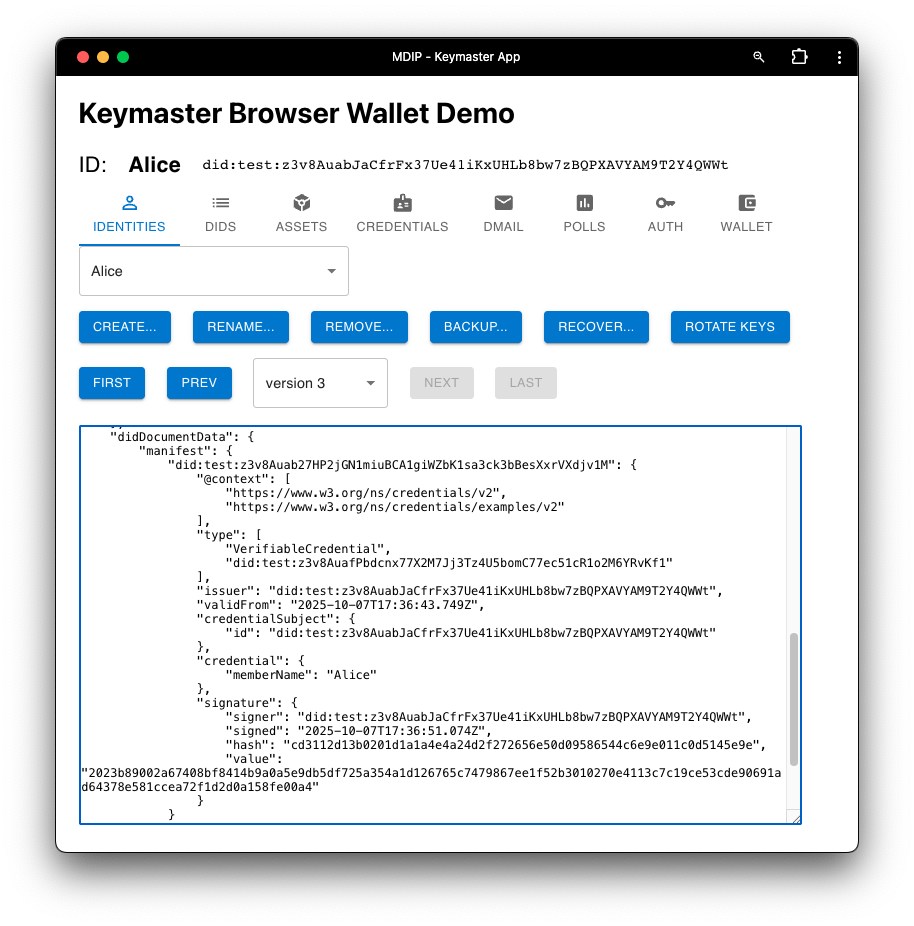 MDIP - Keymaster App
Keymaster Browser Wallet Demo
ID: Alice did:test:z3v8AuabJaCfrFx37Ue41iKxUHLb8bw7zBQPXAVYAM9T2Y4QWWt
IDENTITIES DIDS ASSETS CREDENTIALS DMAIL POLLS AUTH WALLET
Alice
CREATE... RENAME... REMOVE... BACKUP... RECOVER... ROTATE KEYS
FIRST PREV version 3 NEXT LAST
"didDocumentData": {
"manifest": {
"did:test:z3v8Auab27HP2jGN1miuBCA1giWZbK1sa3ck3bBesXxrVXdjv1M": {
"@context": [
"https://www.w3.org/ns/credentials/v2",
"https://www.w3.org/ns/credentials/examples/v2"
],
"type": [
"VerifiableCredential",
"did:test:z3v8AuafPbdcnx77X2M7Jj3Tz4U5bomC77ec51cR1o2M6YRvKf1"
],
"issuer": "did:test:z3v8AuabJaCfrFx37Ue41iKxUHLb8bw7zBQPXAVYAM9T2Y4QWWt",
"validFrom": "2025-10-07T17:36:43.749Z",
"credentialSubject": {
"id": "did:test:z3v8AuabJaCfrFx37Ue41iKxUHLb8bw7zBQPXAVYAM9T2Y4QWWt"
},
"credential": {
"memberName": "Alice"
},
"signature": {
"signer": "did:test:z3v8AuabJaCfrFx37Ue41iKxUHLb8bw7zBQPXAVYAM9T2Y4QWWt",
"signed": "2025-10-07T17:36:51.074Z",
"hash": "cd3112d13b0201d1a1a4e4a24d2f272656e50d09586544c6e9e011c0d5145e9e",
"value":
"2023b89002a67408bf8414b9a0a5e9db5df725a354a1d126765c7479867ee1f52b3010270e4113c7c19ce53cde90691a
d64378e581ccea72f1d2d0a158fe00a4"
}
}